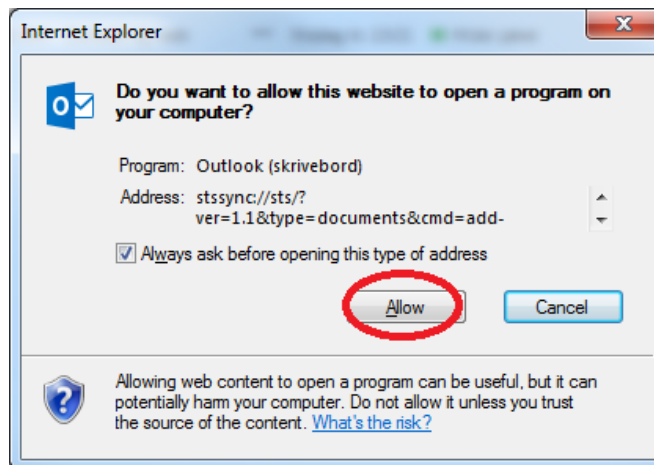 Internet Explorer
Do you want to allow this website to open a program on
your computer?
Program: Outlook (skrivebord)
Address: stssync://sts/?
ver=1.1&type=documents&cmd=add-
Always ask before opening this type of address
Allow
Cancel
Allowing web content to open a program can be useful, but it can
potentially harm your computer. Do not allow it unless you trust
the source of the content. What's the risk?